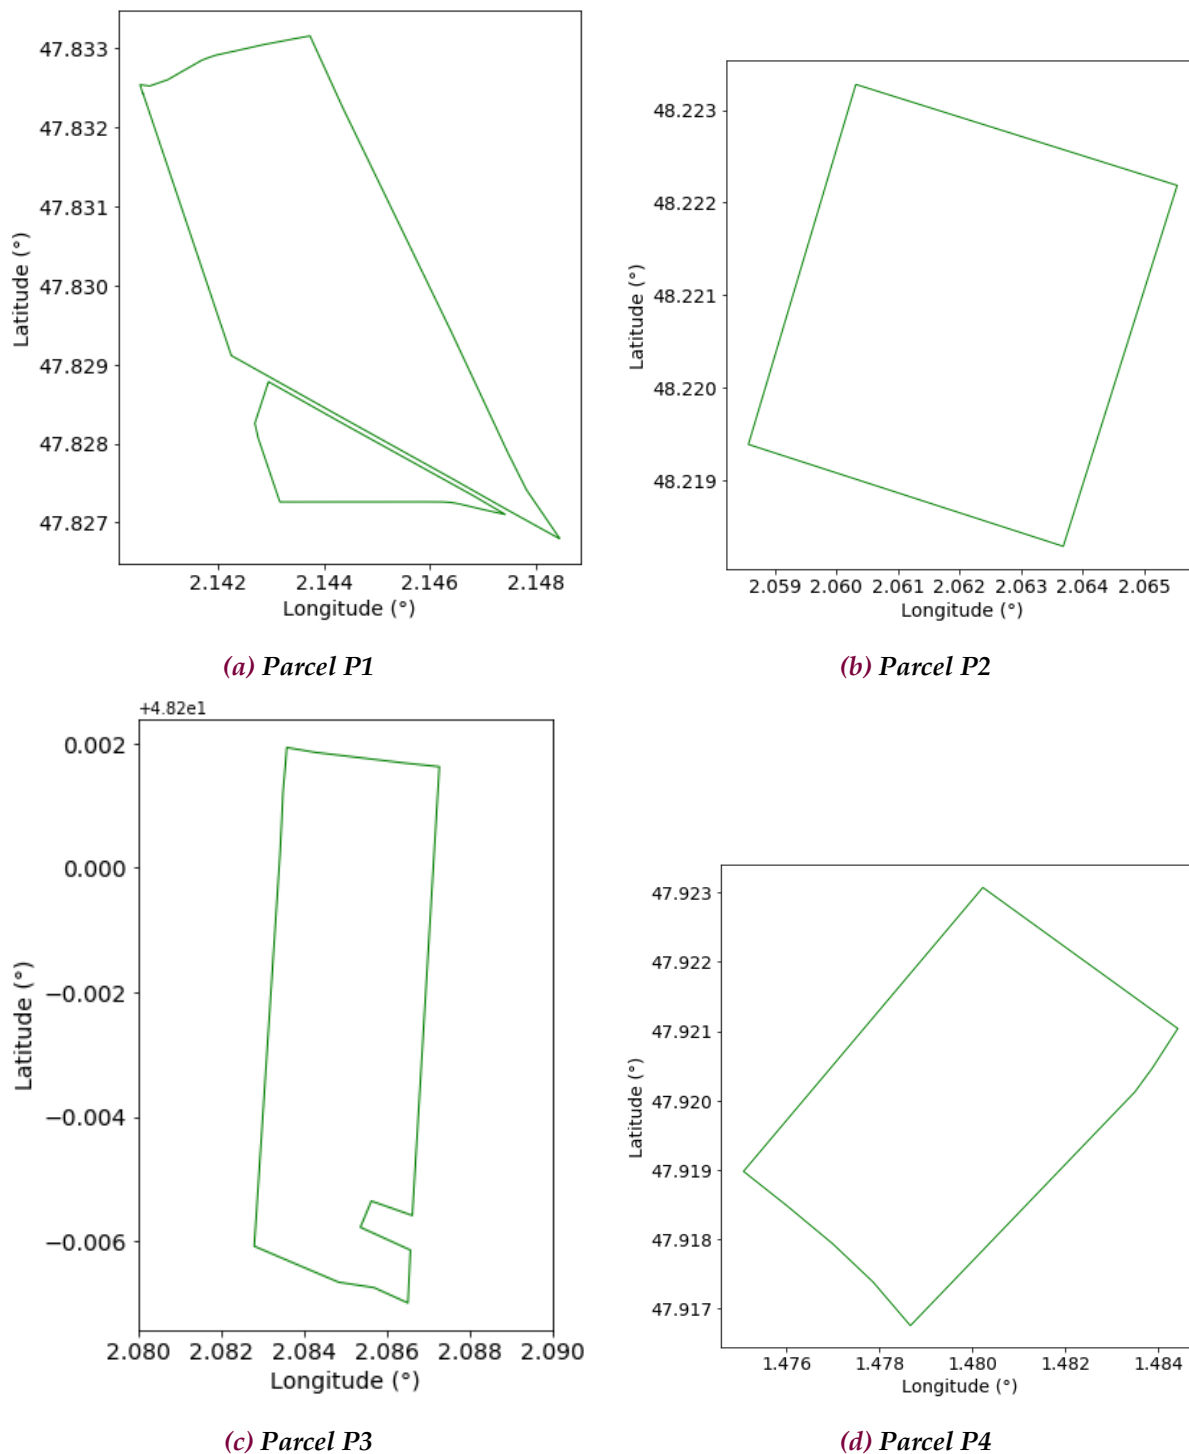 47.833
47.832
47.831
47.830
47.829
47.828
47.827
Latitude (°)
2.142 2.144 2.146 2.148
Longitude (°)
(a) Parcel P1
48.223
48.222
48.221
48.220
48.219
Latitude (°)
2.059 2.060 2.061 2.062 2.063 2.064 2.065
Longitude (°)
(b) Parcel P2
+4.82e1
0.002
0.000
−0.002
−0.004
−0.006
Latitude (°)
2.080 2.082 2.084 2.086 2.088 2.090
Longitude (°)
(c) Parcel P3
47.923
47.922
47.921
47.920
47.919
47.918
47.917
Latitude (°)
1.476 1.478 1.480 1.482 1.484
Longitude (°)
(d) Parcel P4